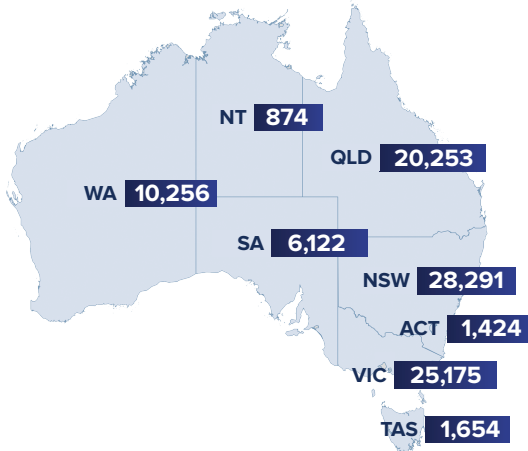 NT 874
QLD 20,253
WA 10,256
SA 6,122
NSW 28,291
ACT 1,424
VIC 25,175
TAS 1,654